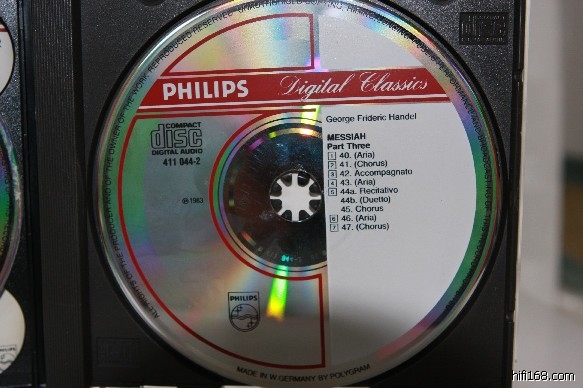 PHILIPS Digital Classics
George Frideric Handel
MESSIAH
Part Three
1 40. (Aria)
2 41. (Chorus)
3 42. Accompagnato
4 43. (Aria)
5 44a. Recitativo
44b. (Duetto)
45. Chorus
6 46. (Aria)
7 47. (Chorus)
COMPACT
disc
DIGITAL AUDIO
411 044-2
℗ 1983
PHILIPS
MADE IN W. GERMANY BY POLYGRAM
hifi168.com